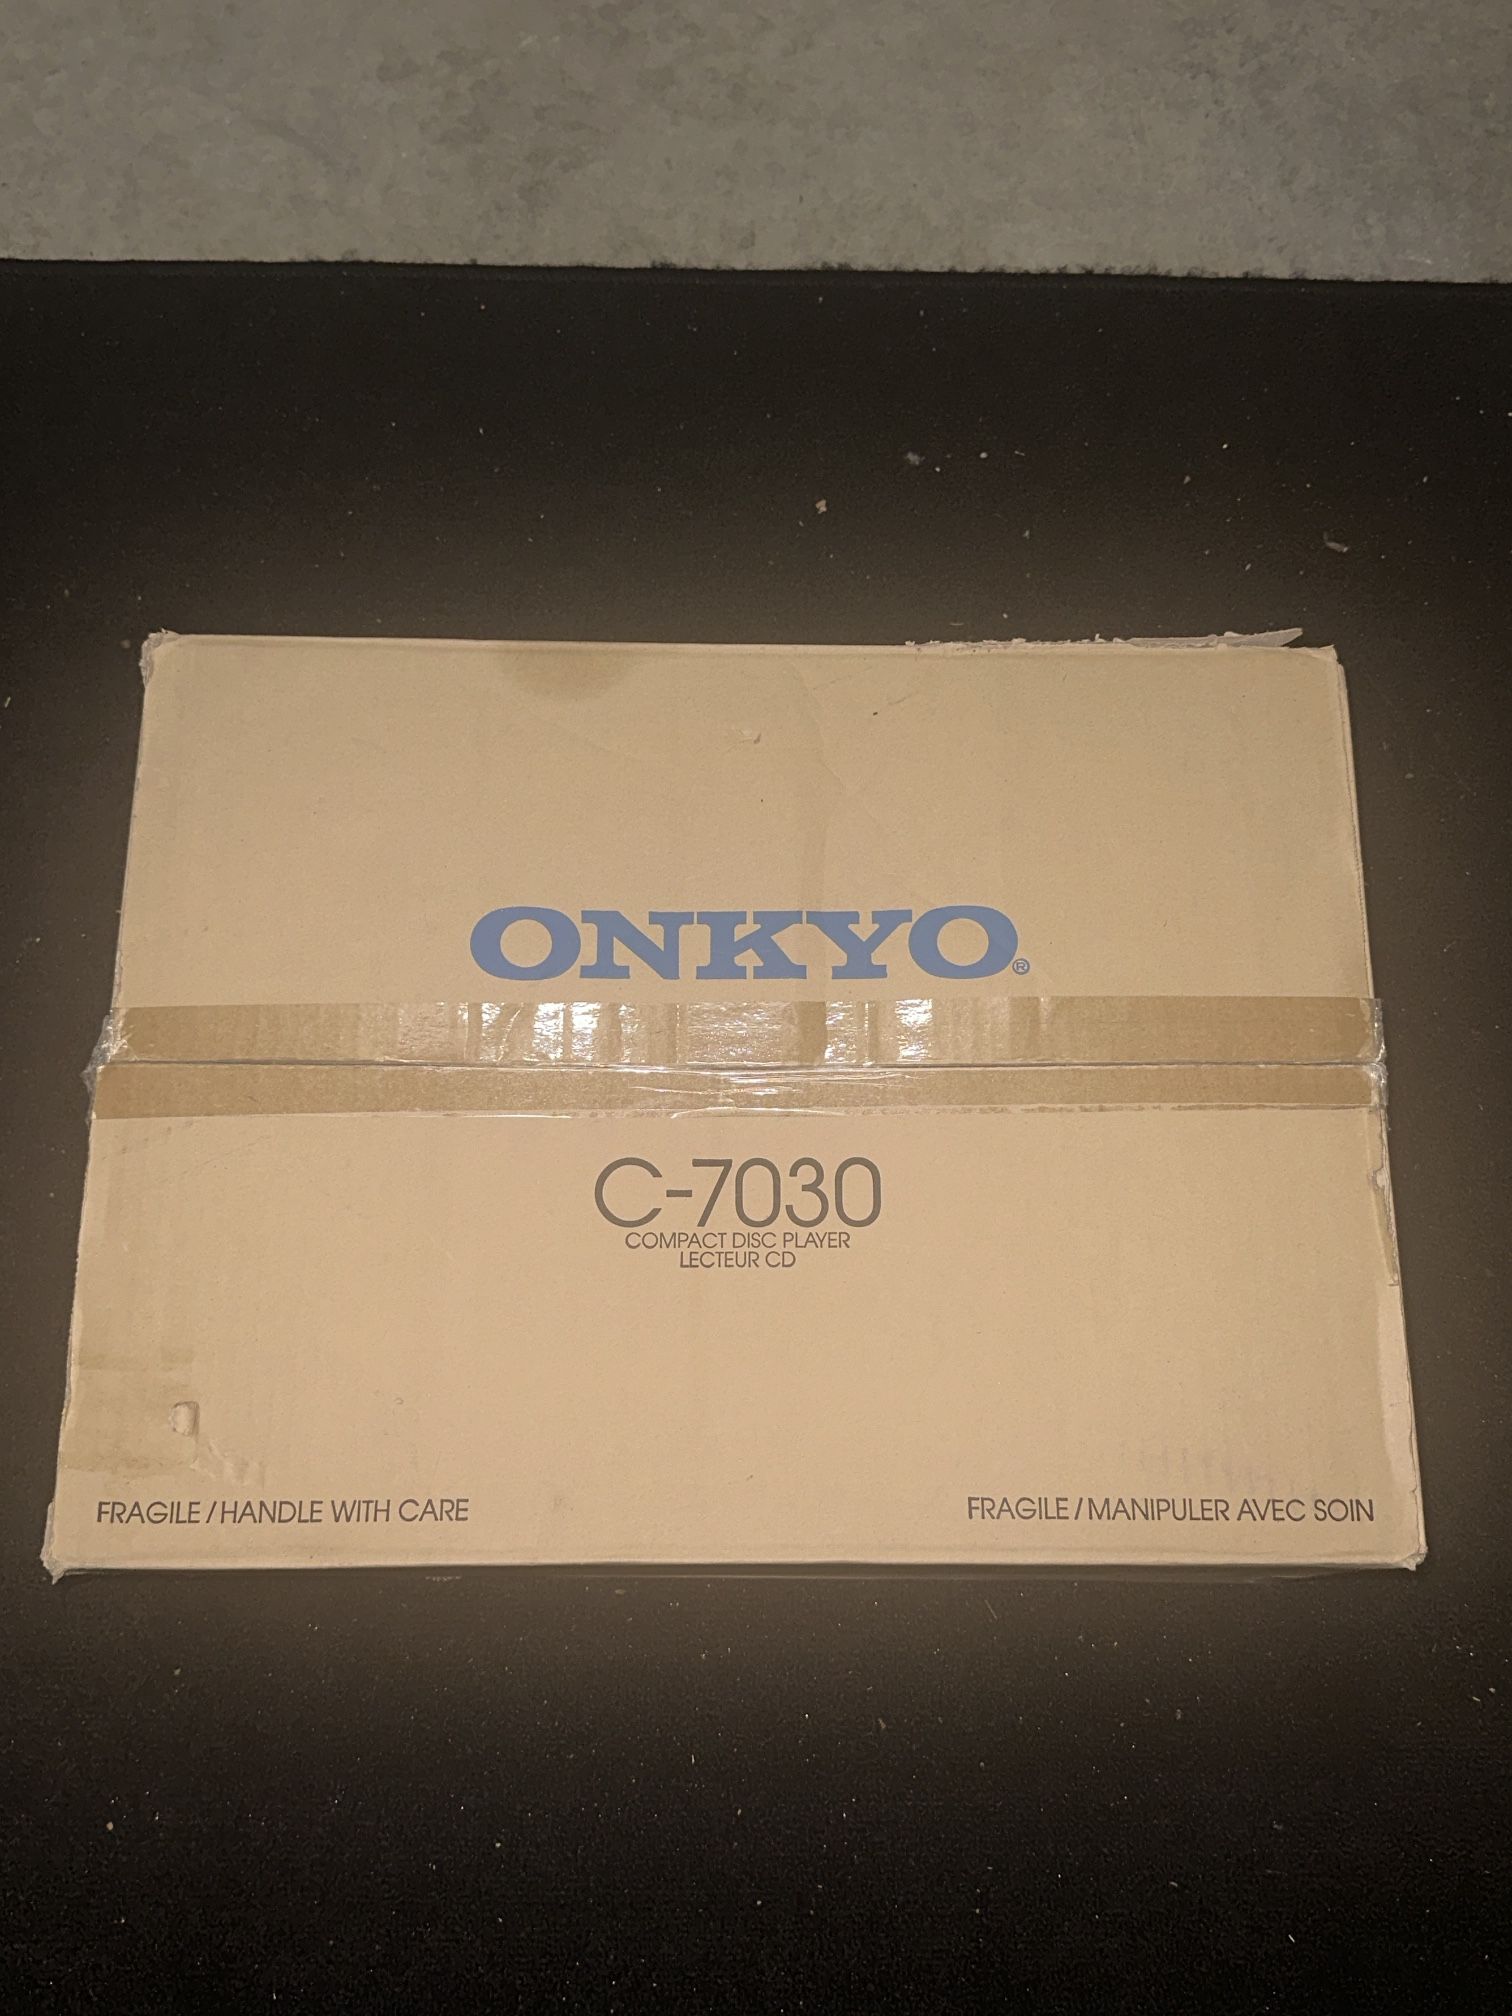 ONKYO®
C-7030
COMPACT DISC PLAYER
LECTEUR CD
FRAGILE / HANDLE WITH CARE
FRAGILE / MANIPULER AVEC SOIN